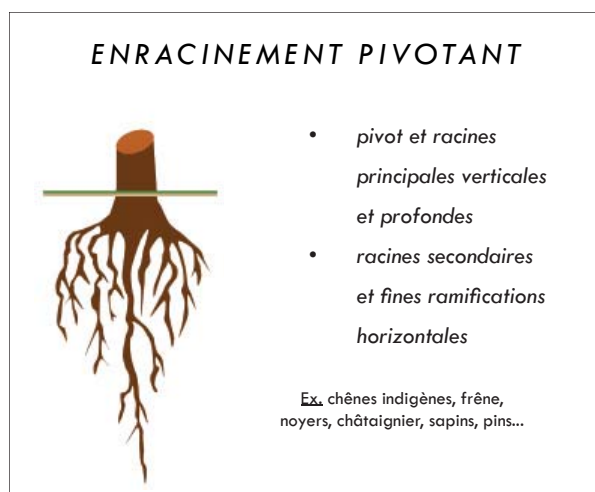 ENRACINEMENT PIVOTANT
• pivot et racines
principales verticales
et profondes
• racines secondaires
et fines ramifications
horizontales
Ex. chênes indigènes, frêne,
noyers, châtaignier, sapins, pins...